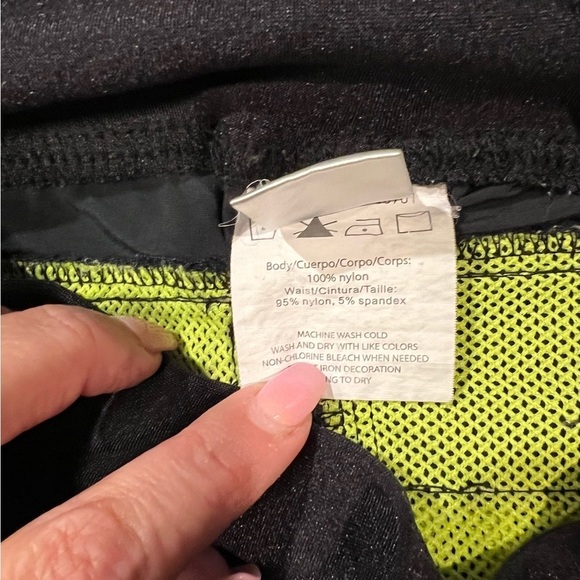 Body/Cuerpo/Corpo/Corps:
100% nylon
Waist/Cintura/Taille:
95% nylon, 5% spandex
MACHINE WASH COLD
WASH AND DRY WITH LIKE COLORS
NON-CHLORINE BLEACH WHEN NEEDED
IRON DECORATION
TO DRY